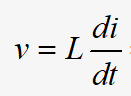 v = L di/dt